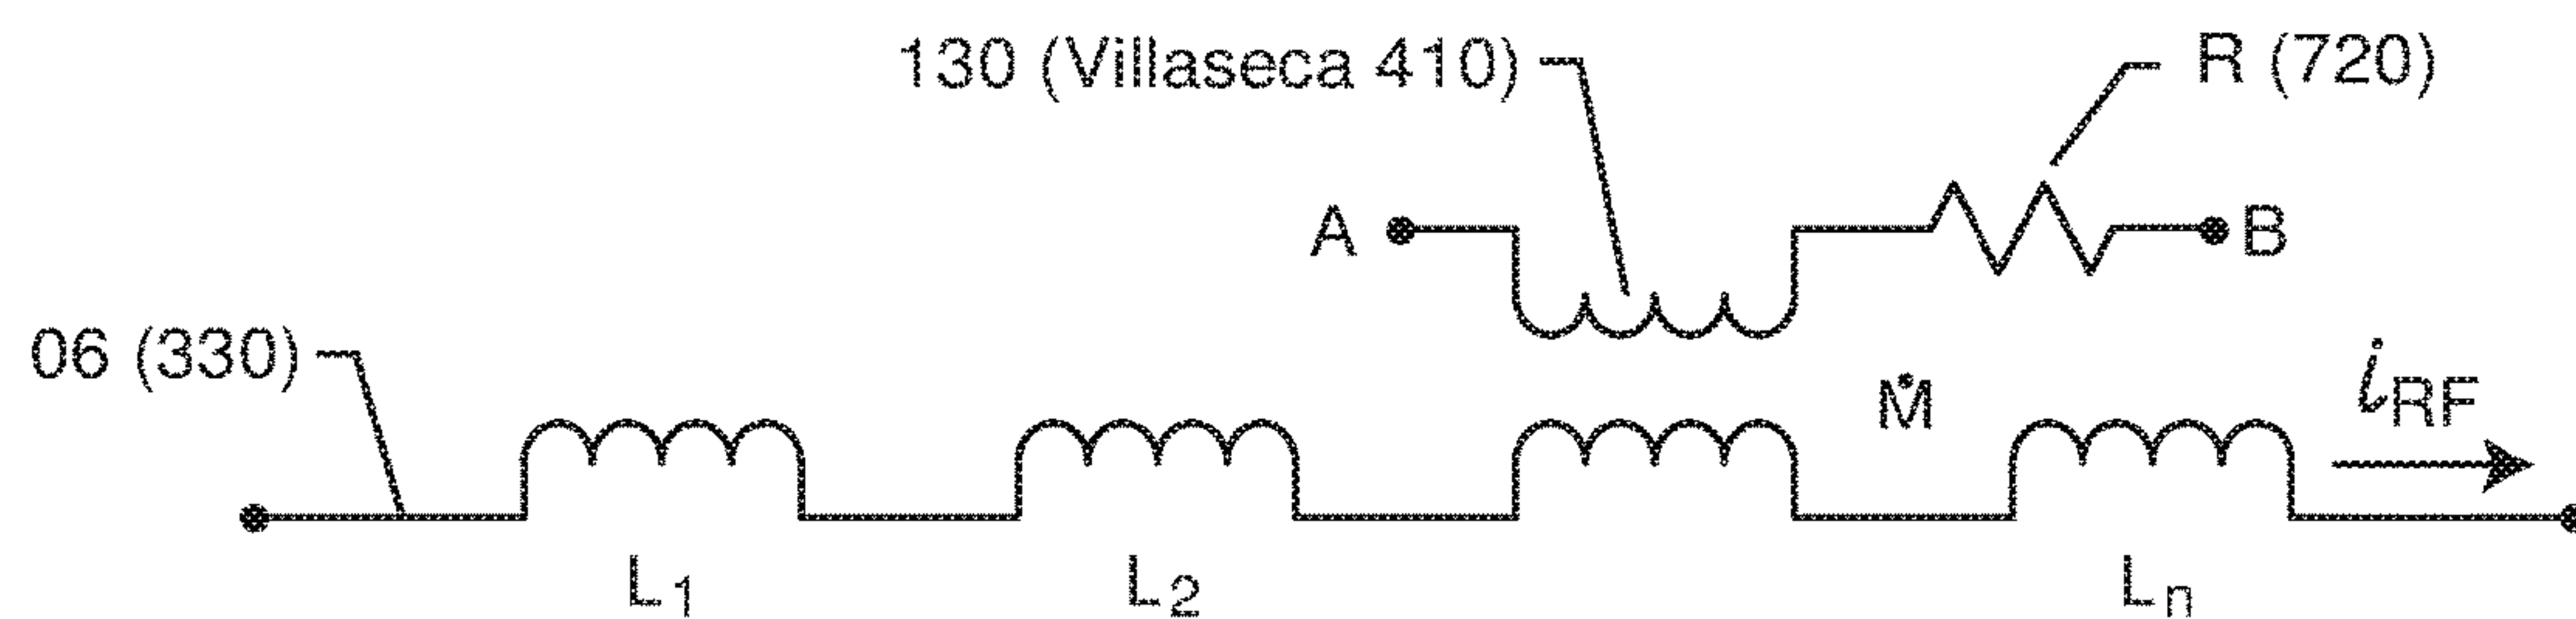 130 (Villaseca 410)
R (720)
A
B
06 (330)
Ṁ
iRF
L1
L2
Ln